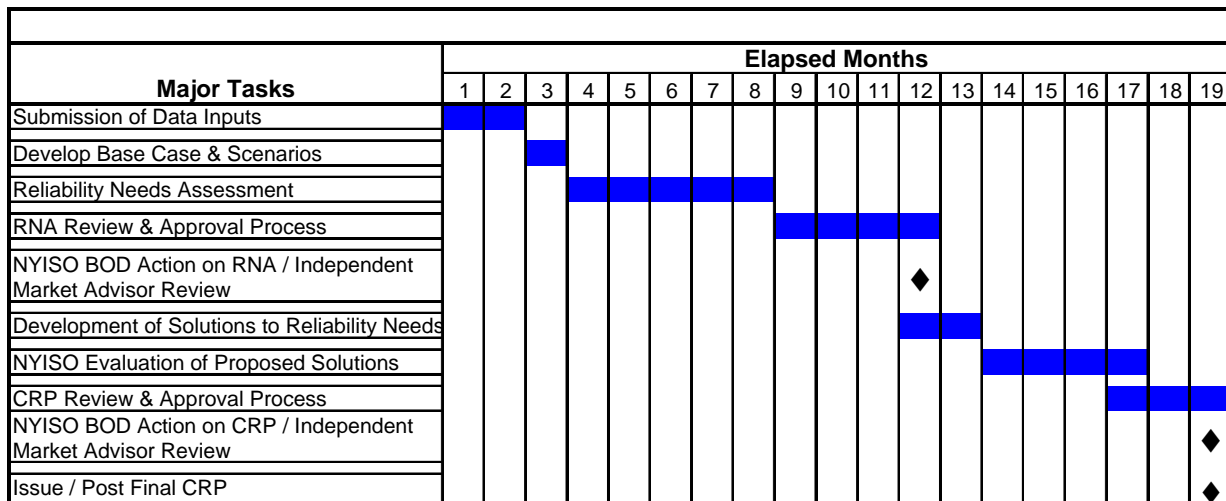 Elapsed Months
Major Tasks 1 2 3 4 5 6 7 8 9 10 11 12 13 14 15 16 17 18 19
Submission of Data Inputs
Develop Base Case & Scenarios
Reliability Needs Assessment
RNA Review & Approval Process
NYISO BOD Action on RNA / Independent
Market Advisor Review
Development of Solutions to Reliability Needs
NYISO Evaluation of Proposed Solutions
CRP Review & Approval Process
NYISO BOD Action on CRP / Independent
Market Advisor Review
Issue / Post Final CRP